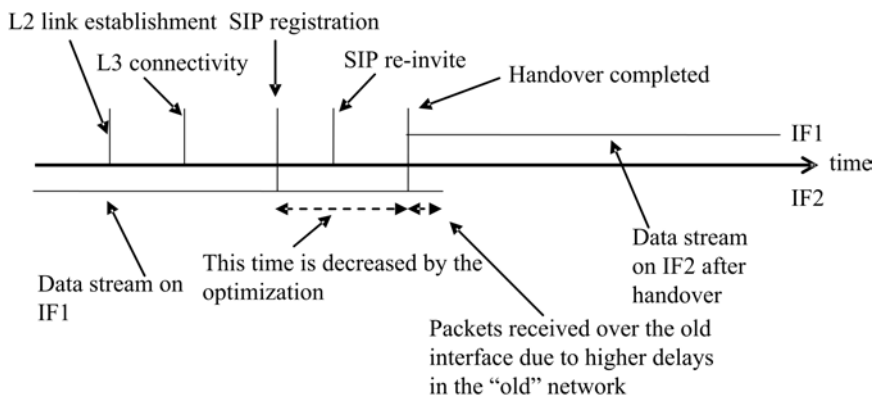 L2 link establishment
SIP registration
L3 connectivity
SIP re-invite
Handover completed
IF1
time
IF2
Data stream on
IF1
This time is decreased by the
optimization
Data stream
on IF2 after
handover
Packets received over the old
interface due to higher delays
in the “old” network